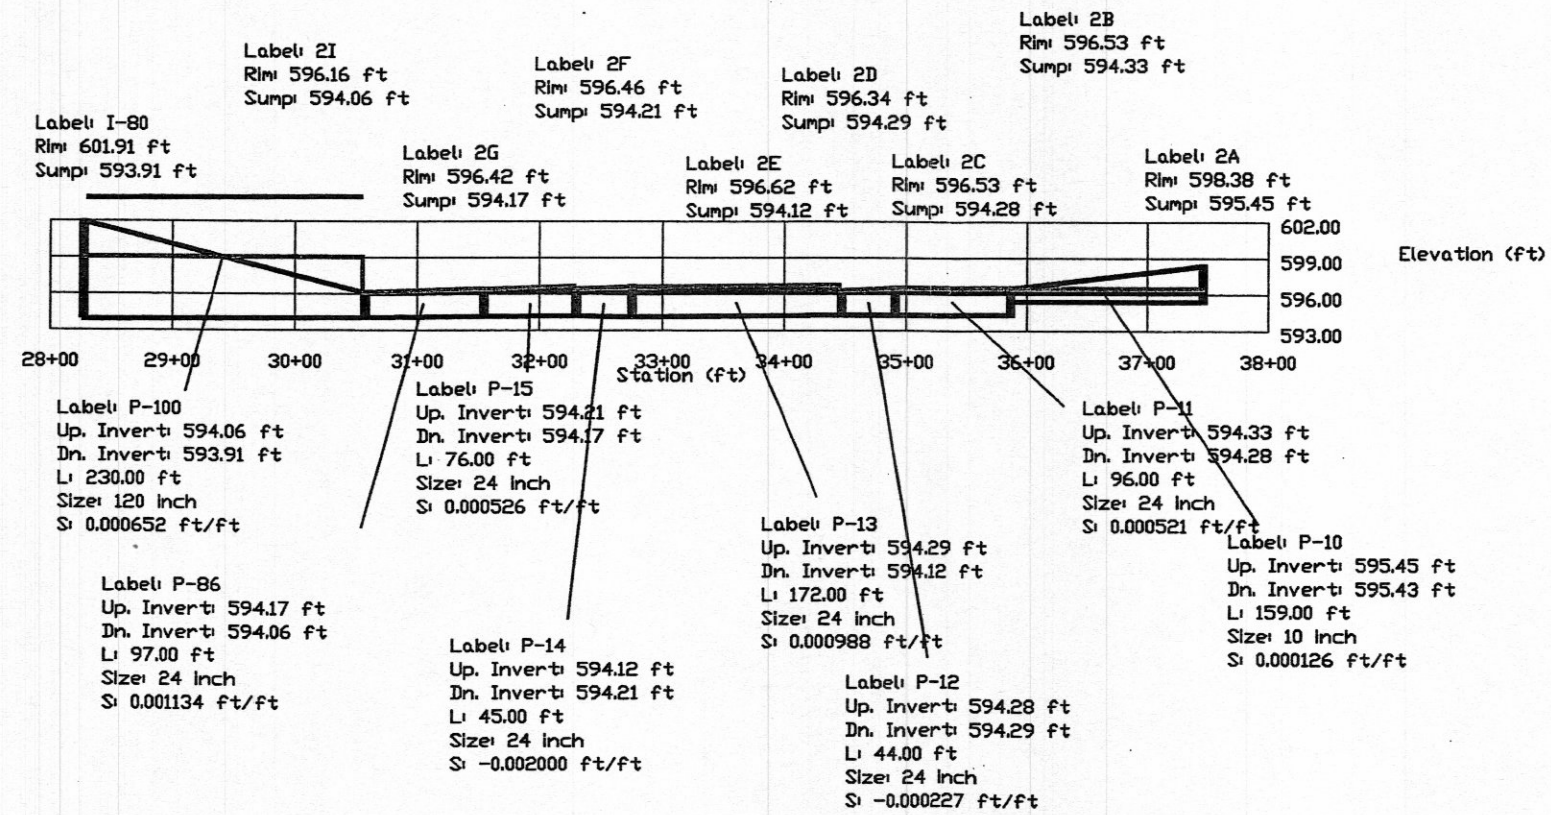 Label: 2B
Rim: 596.53 ft
Sump: 594.33 ft
Label: 2I
Rim: 596.16 ft
Sump: 594.06 ft
Label: 2F
Rim: 596.46 ft
Sump: 594.21 ft
Label: 2D
Rim: 596.34 ft
Sump: 594.29 ft
Label: I-80
Rim: 601.91 ft
Sump: 593.91 ft
Label: 2G
Rim: 596.42 ft
Sump: 594.17 ft
Label: 2E
Rim: 596.62 ft
Sump: 594.12 ft
Label: 2C
Rim: 596.53 ft
Sump: 594.28 ft
Label: 2A
Rim: 598.38 ft
Sump: 595.45 ft
602.00
599.00
596.00
593.00
Elevation (ft)
28+00 29+00 30+00 31+00 32+00 33+00 34+00 35+00 36+00 37+00 38+00
Station (ft)
Label: P-100
Up. Invert: 594.06 ft
Dn. Invert: 593.91 ft
L: 230.00 ft
Size: 120 inch
S: 0.000652 ft/ft
Label: P-15
Up. Invert: 594.21 ft
Dn. Invert: 594.17 ft
L: 76.00 ft
Size: 24 inch
S: 0.000526 ft/ft
Label: P-11
Up. Invert: 594.33 ft
Dn. Invert: 594.28 ft
L: 96.00 ft
Size: 24 inch
S: 0.000521 ft/ft
Label: P-13
Up. Invert: 594.29 ft
Dn. Invert: 594.12 ft
L: 172.00 ft
Size: 24 inch
S: 0.000988 ft/ft
Label: P-10
Up. Invert: 595.45 ft
Dn. Invert: 595.43 ft
L: 159.00 ft
Size: 10 inch
S: 0.000126 ft/ft
Label: P-86
Up. Invert: 594.17 ft
Dn. Invert: 594.06 ft
L: 97.00 ft
Size: 24 inch
S: 0.001134 ft/ft
Label: P-14
Up. Invert: 594.12 ft
Dn. Invert: 594.21 ft
L: 45.00 ft
Size: 24 inch
S: -0.002000 ft/ft
Label: P-12
Up. Invert: 594.28 ft
Dn. Invert: 594.29 ft
L: 44.00 ft
Size: 24 inch
S: -0.000227 ft/ft